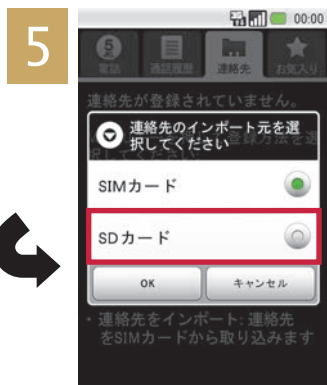 5
00:00
電話
通話履歴
連絡先
お気入り
連絡先が登録されていません。
連絡先のインポート元を選
択してください
SIMカード
SDカード
OK
キャンセル
・連絡先をインポート: 連絡先
をSIMカードから取り込みます